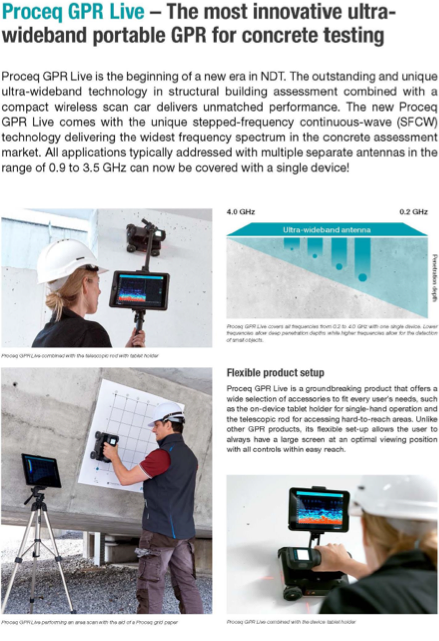 Proceq GPR Live – The most innovative ultra-
wideband portable GPR for concrete testing
Proceq GPR Live is the beginning of a new era in NDT. The outstanding and unique
ultra-wideband technology in structural building assessment combined with a
compact wireless scan car delivers unmatched performance. The new Proceq
GPR Live comes with the unique stepped-frequency continuous-wave (SFCW)
technology delivering the widest frequency spectrum in the concrete assessment
market. All applications typically addressed with multiple separate antennas in the
range of 0.9 to 3.5 GHz can now be covered with a single device!
4.0 GHz 0.2 GHz
Ultra-wideband antenna
Penetration depth
Proceq GPR Live covers all frequencies from 0.2 to 4.0 GHz with one single device. Lower
frequencies allow deep penetration depths while higher frequencies allow for the detection
of small objects.
Proceq GPR Live combined with the telescopic rod with tablet holder
Flexible product setup
Proceq GPR Live is a groundbreaking product that offers a
wide selection of accessories to fit every user's needs, such
as the on-device tablet holder for single-hand operation and
the telescopic rod for accessing hard-to-reach areas. Unlike
other GPR products, its flexible set-up allows the user to
always have a large screen at an optimal viewing position
with all controls within easy reach.
Proceq GPR Live performing an area scan with the aid of a Proceq grid paper
Proceq GPR Live combined with the device tablet holder